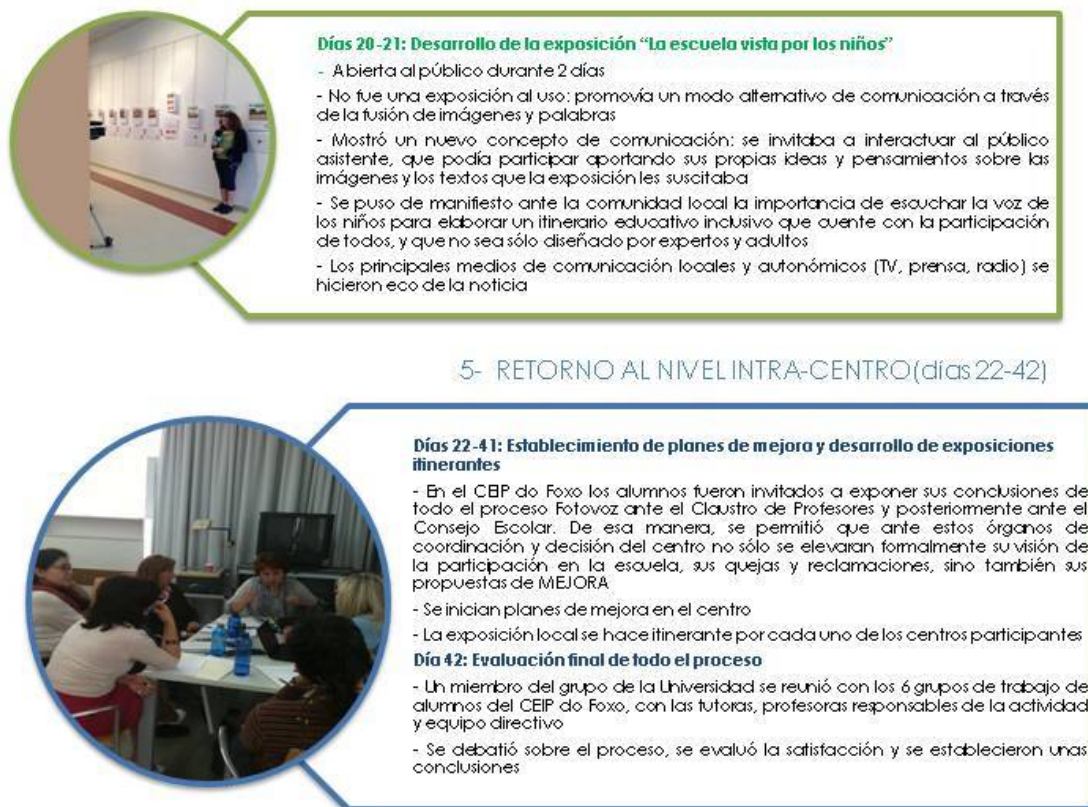 Días 20-21: Desarrollo de la exposición “La escuela vista por los niños”
- Abierta al público durante 2 días
- No fue una exposición al uso: promovía un modo alternativo de comunicación a través
de la fusión de imágenes y palabras
- Mostró un nuevo concepto de comunicación: se invitaba a interactuar al público
asistente, que podía participar aportando sus propias ideas y pensamientos sobre las
imágenes y los textos que la exposición les suscitaba
- Se puso de manifiesto ante la comunidad local la importancia de escuchar la voz de
los niños para elaborar un itinerario educativo inclusivo que cuente con la participación
de todos, y que no sea sólo diseñado por expertos y adultos
- Los principales medios de comunicación locales y autonómicos (TV, prensa, radio) se
hicieron eco de la noticia
5- RETORNO AL NIVEL INTRA-CENTRO(días 22-42)
Días 22-41: Establecimiento de planes de mejora y desarrollo de exposiciones
itinerantes
- En el CEIP do Foxo los alumnos fueron invitados a exponer sus conclusiones de
todo el proceso Fotovoz ante el Claustro de Profesores y posteriormente ante el
Consejo Escolar. De esa manera, se permitió que ante estos órganos de
coordinación y decisión del centro no sólo se elevaran formalmente su visión de
la participación en la escuela, sus quejas y reclamaciones, sino también sus
propuestas de MEJORA
- Se inician planes de mejora en el centro
- La exposición local se hace itinerante por cada uno de los centros participantes
Día 42: Evaluación final de todo el proceso
- Un miembro del grupo de la Universidad se reunió con los 6 grupos de trabajo de
alumnos del CEIP do Foxo, con las tutoras, profesoras responsables de la actividad
y equipo directivo
- Se debatió sobre el proceso, se evaluó la satisfacción y se establecieron unas
conclusiones